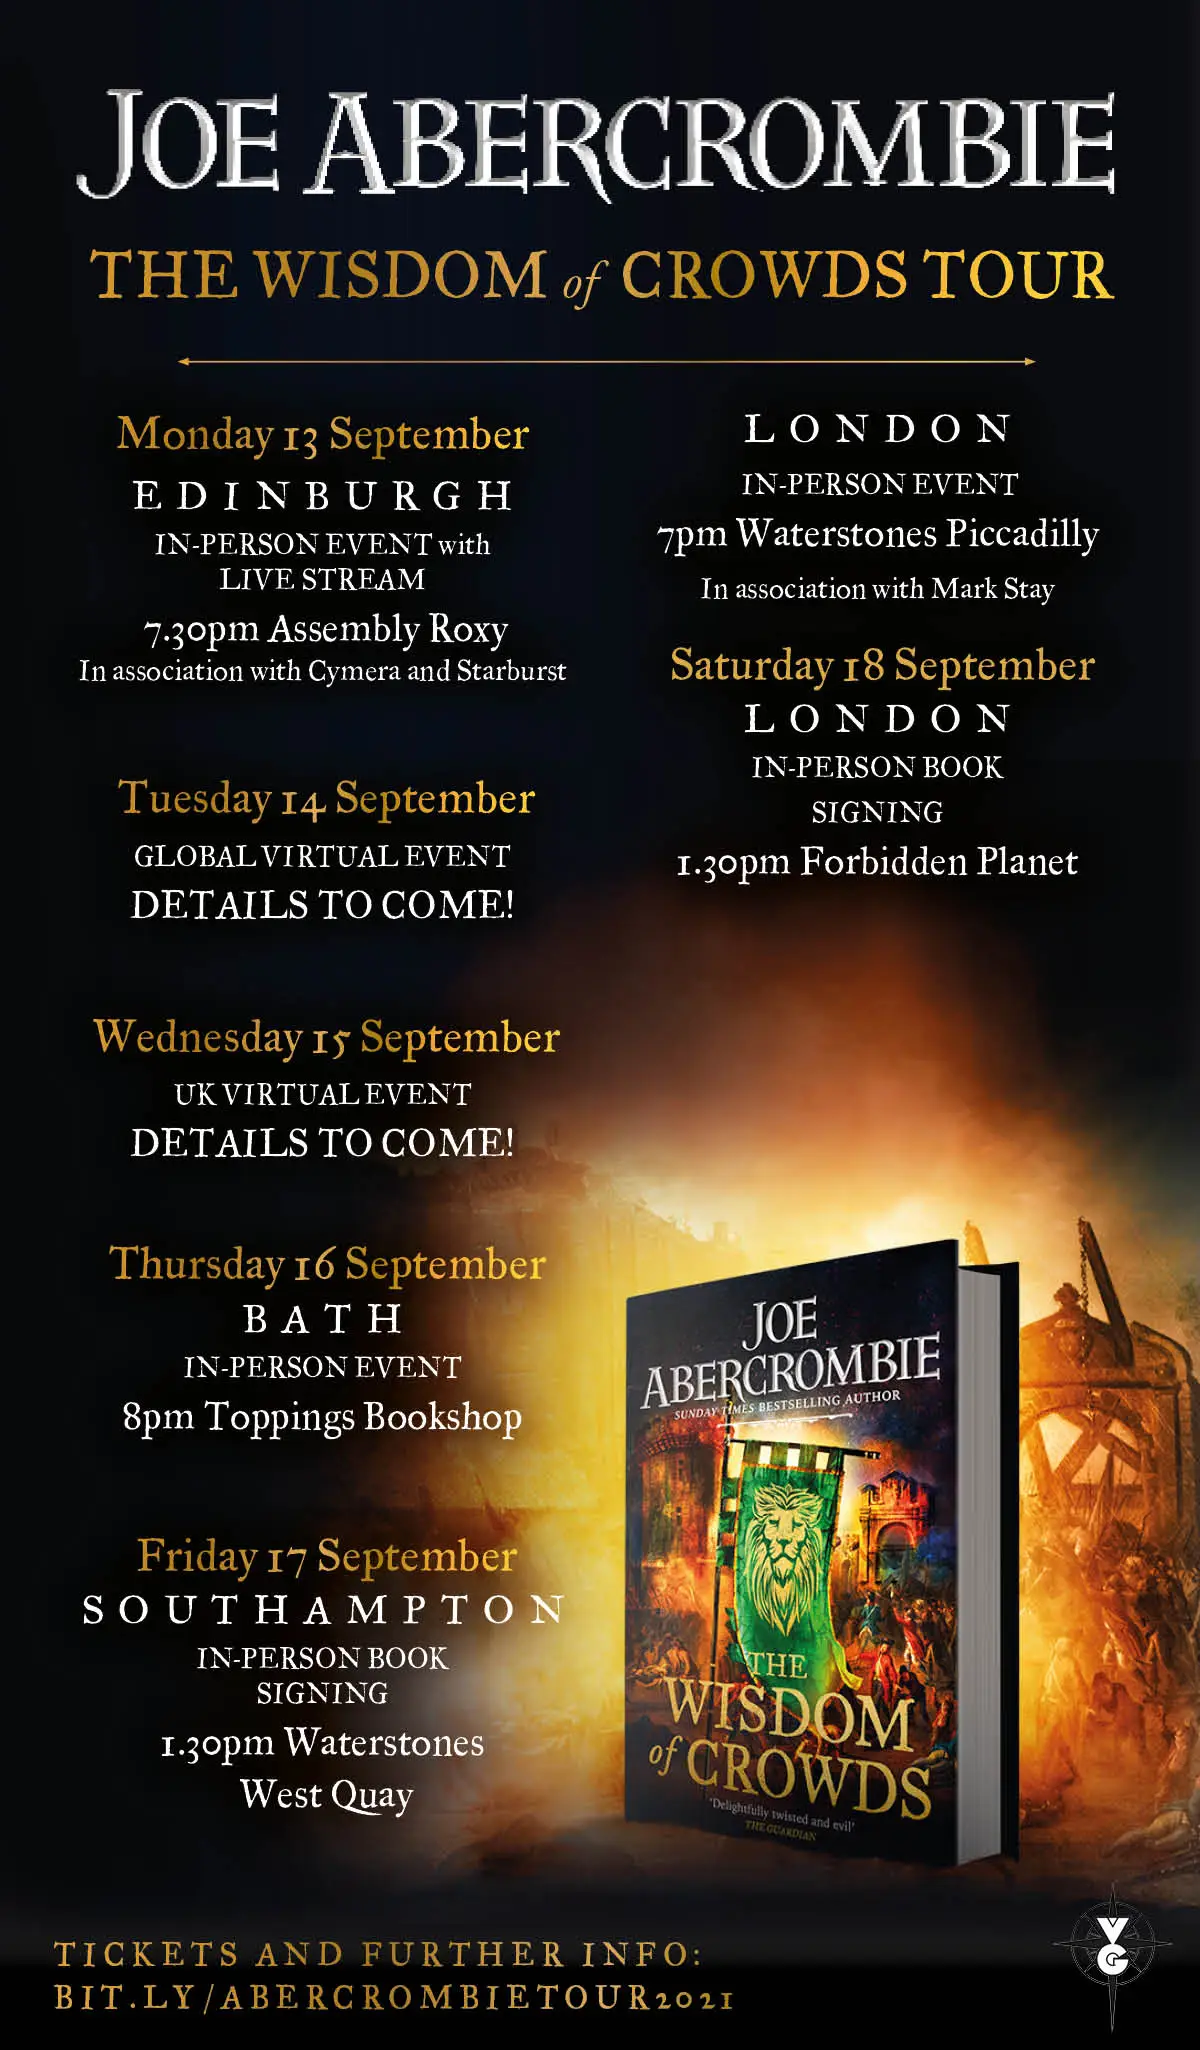 JOE ABERCROMBIE
THE WISDOM of CROWDS TOUR
Monday 13 September
EDINBURGH
IN-PERSON EVENT with
LIVE STREAM
7.30pm Assembly Roxy
In association with Cymera and Starburst
Tuesday 14 September
GLOBAL VIRTUAL EVENT
DETAILS TO COME!
Wednesday 15 September
UK VIRTUAL EVENT
DETAILS TO COME!
Thursday 16 September
BATH
IN-PERSON EVENT
8pm Toppings Bookshop
Friday 17 September
SOUTHAMPTON
IN-PERSON BOOK
SIGNING
1.30pm Waterstones
West Quay
LONDON
IN-PERSON EVENT
7pm Waterstones Piccadilly
In association with Mark Stay
Saturday 18 September
LONDON
IN-PERSON BOOK
SIGNING
1.30pm Forbidden Planet
JOE
ABERCROMBIE
SUNDAY TIMES BESTSELLING AUTHOR
THE
WISDOM
of CROWDS
'Delightfully twisted and evil'
THE GUARDIAN
TICKETS AND FURTHER INFO:
BIT.LY/ABERCROMBIETOUR2021
VG